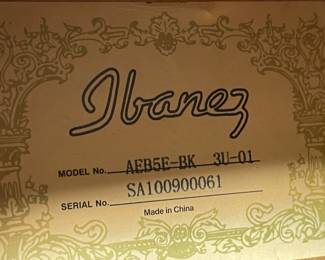 Ibanez
MODEL No. AEB5E-BK 3U-01
SERIAL No. SA100900061
Made in China